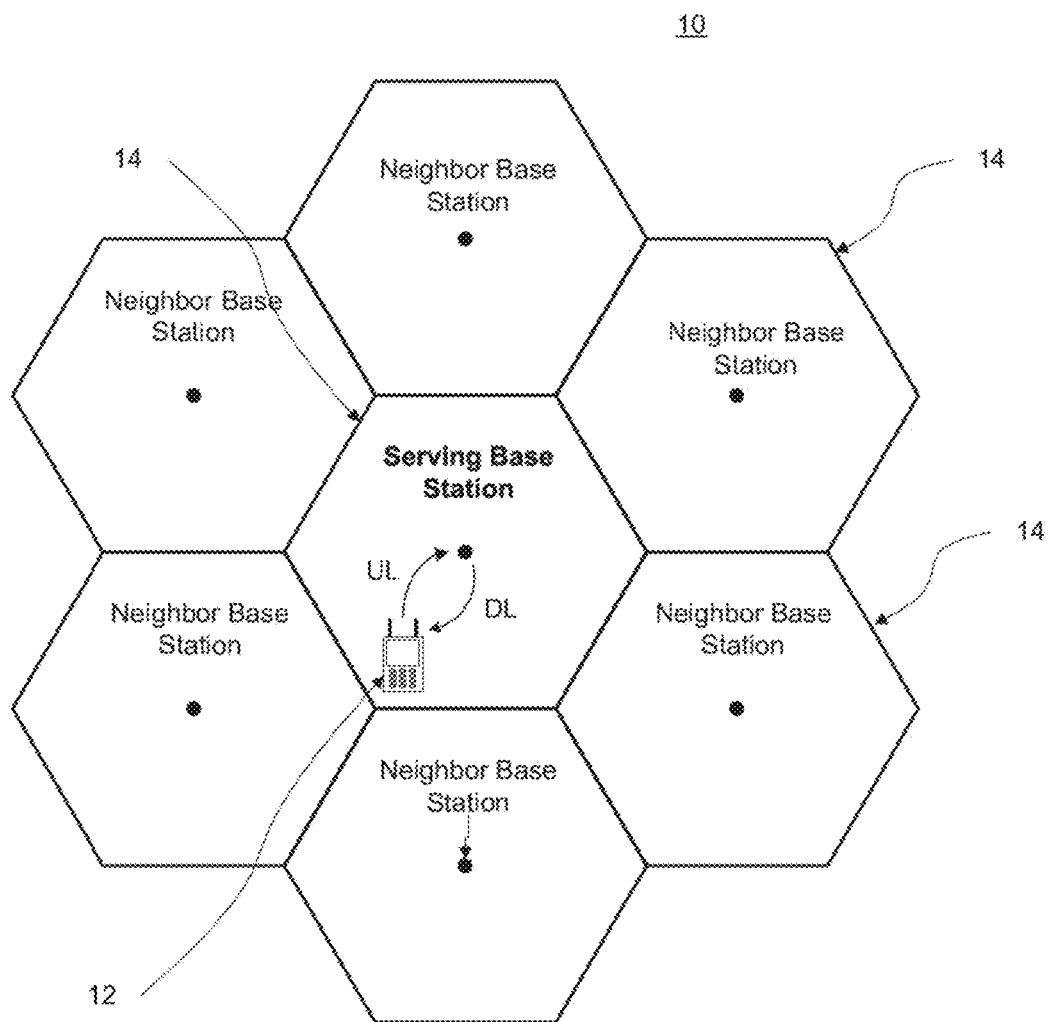 10
14
Neighbor Base
Station
14
Neighbor Base
Station
Neighbor Base
Station
Serving Base
Station
14
UL
DL
Neighbor Base
Station
Neighbor Base
Station
Neighbor Base
Station
12